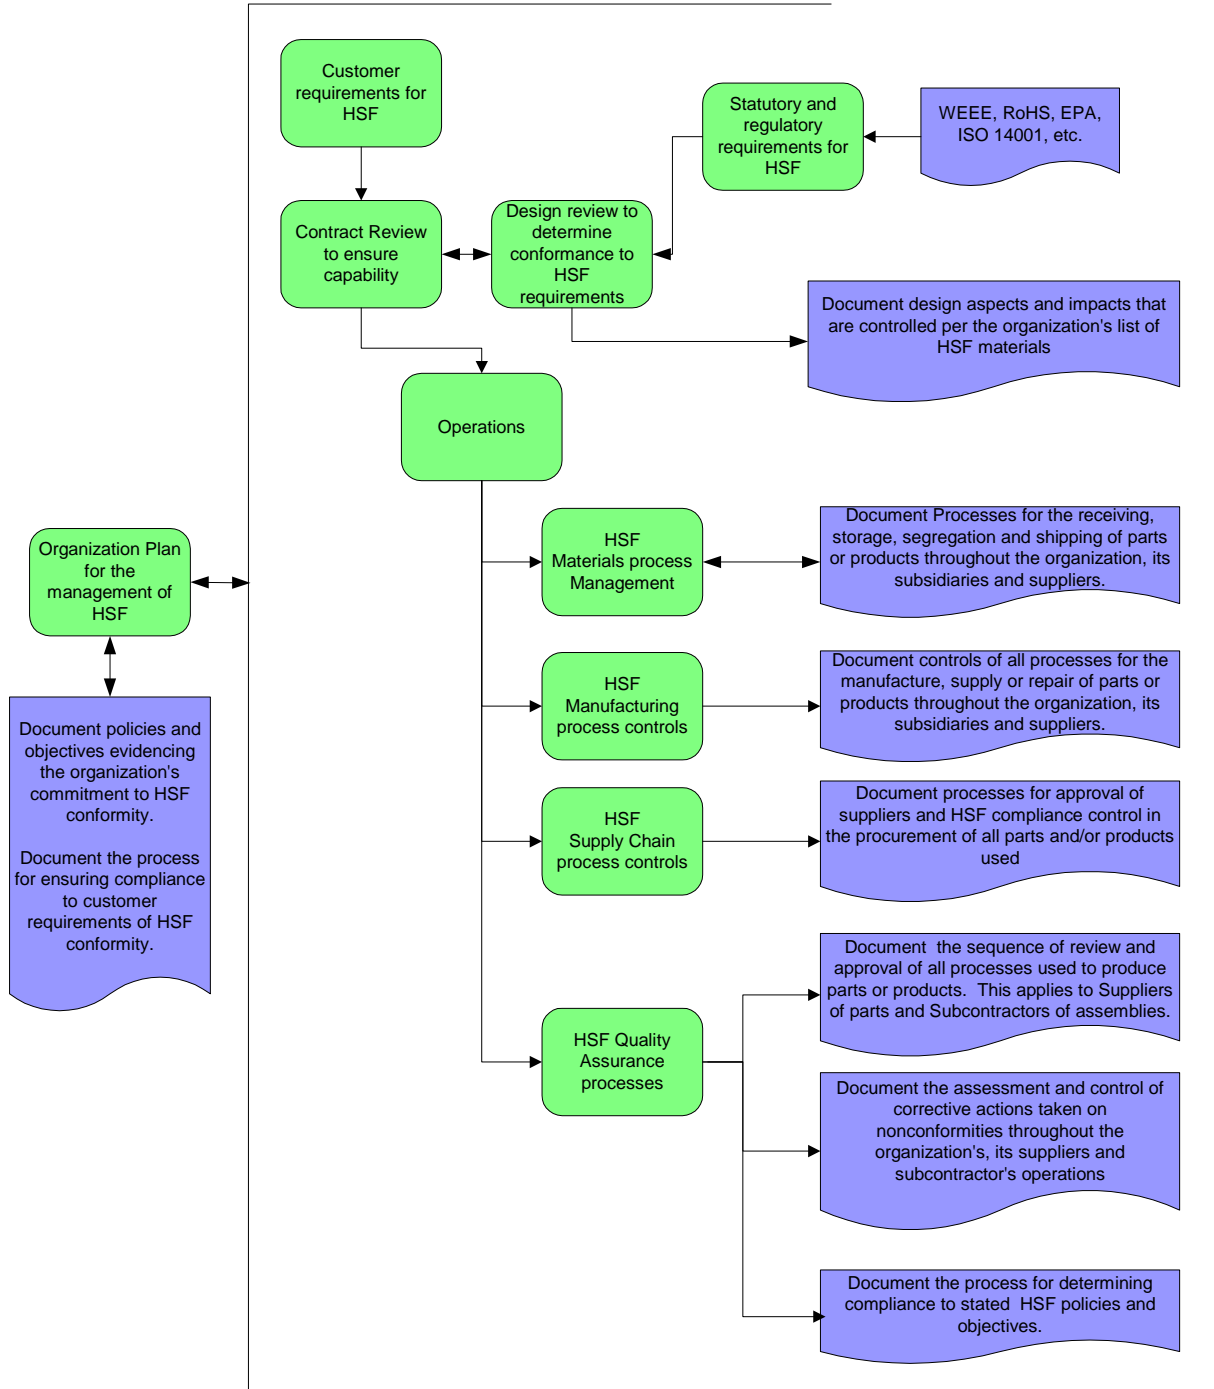 Customer
requirements for
HSF
Statutory and
regulatory
requirements for
HSF
WEEE, RoHS, EPA,
ISO 14001, etc.
Contract Review
to ensure
capability
Design review to
determine
conformance to
HSF
requirements
Document design aspects and impacts that
are controlled per the organization's list of
HSF materials
Operations
Organization Plan
for the
management of
HSF
HSF
Materials process
Management
Document Processes for the receiving,
storage, segregation and shipping of parts
or products throughout the organization, its
subsidiaries and suppliers.
HSF
Manufacturing
process controls
Document controls of all processes for the
manufacture, supply or repair of parts or
products throughout the organization, its
subsidiaries and suppliers.
Document policies and
objectives evidencing
the organization's
commitment to HSF
conformity.
Document the process
for ensuring compliance
to customer
requirements of HSF
conformity.
HSF
Supply Chain
process controls
Document processes for approval of
suppliers and HSF compliance control in
the procurement of all parts and/or products
used
HSF Quality
Assurance
processes
Document  the sequence of review and
approval of all processes used to produce
parts or products.  This applies to Suppliers
of parts and Subcontractors of assemblies.
Document the assessment and control of
corrective actions taken on
nonconformities throughout the
organization's, its suppliers and
subcontractor's operations
Document the process for determining
compliance to stated  HSF policies and
objectives.